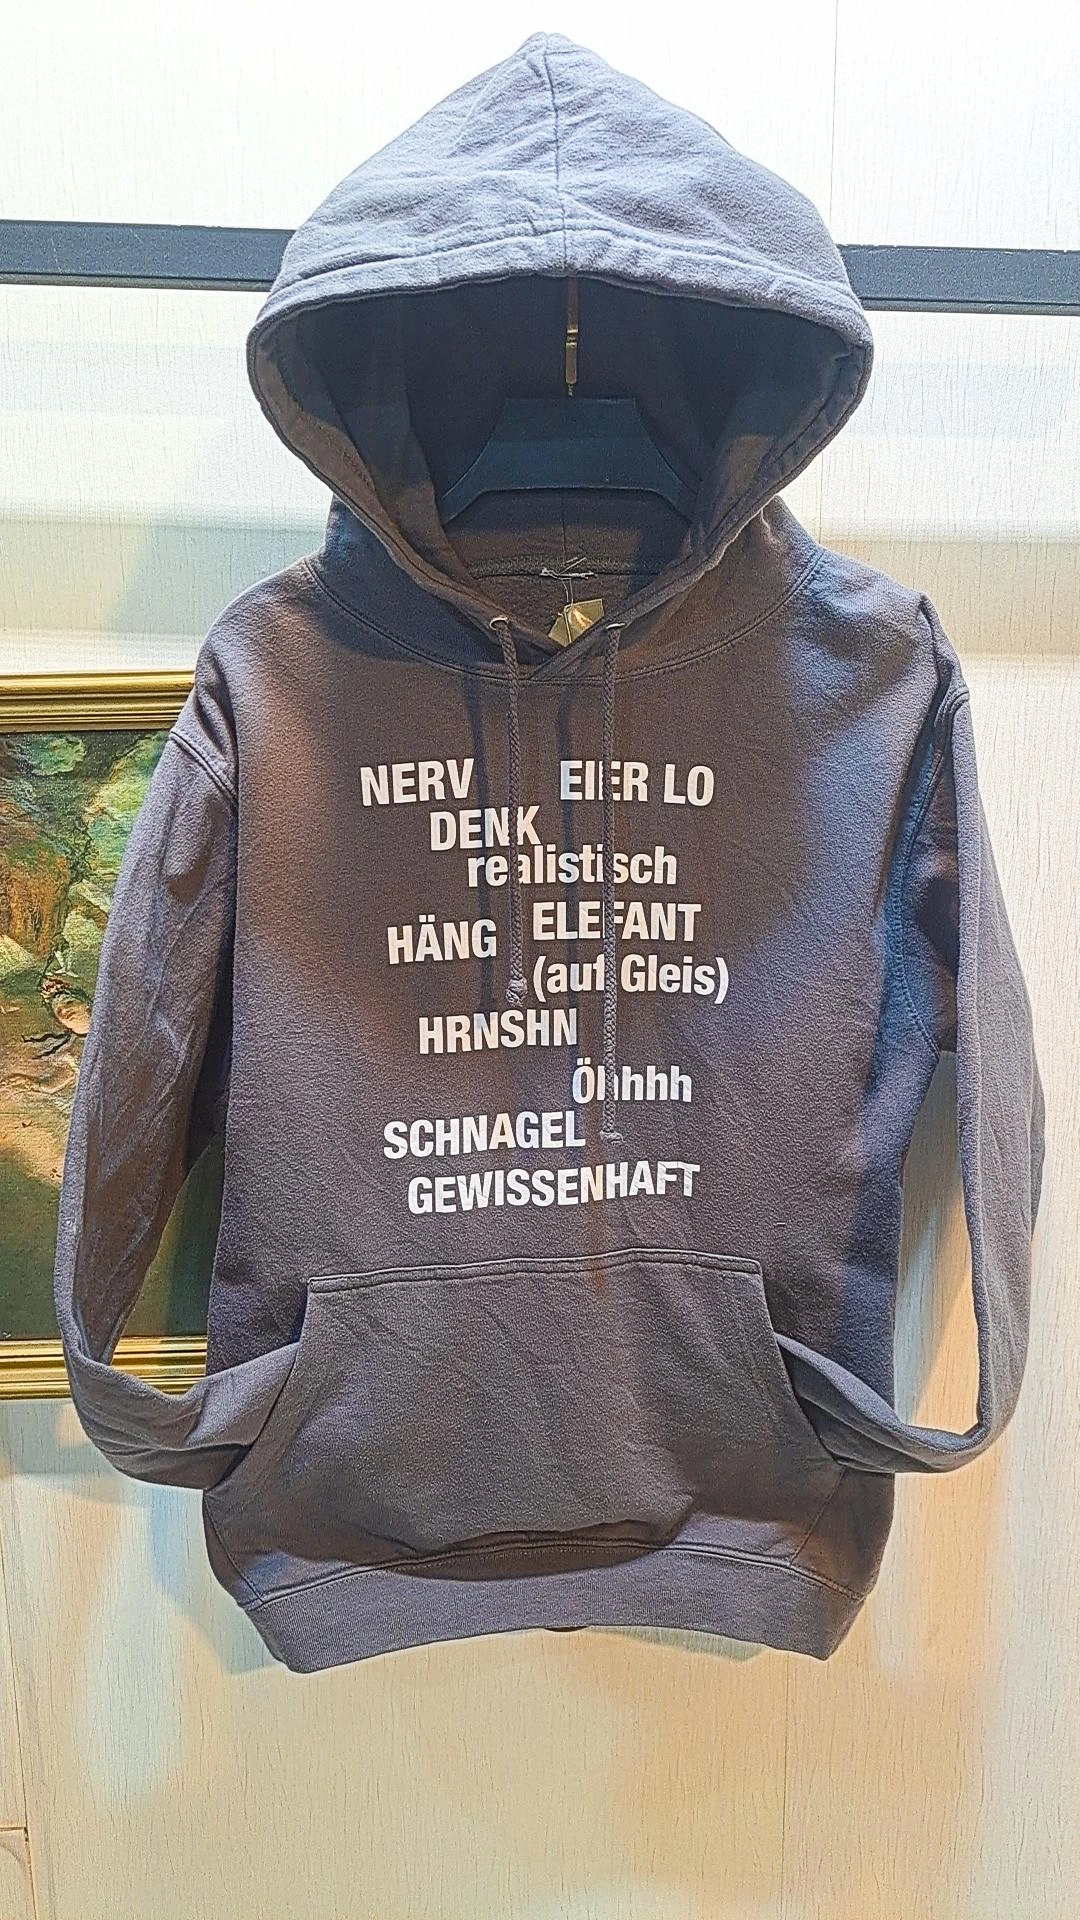 NERV EIER LO
DENK
realistisch
HÄNG ELEFANT
(auf Gleis)
HRNSHN
Öhhhh
SCHNAGEL
GEWISSENHAFT